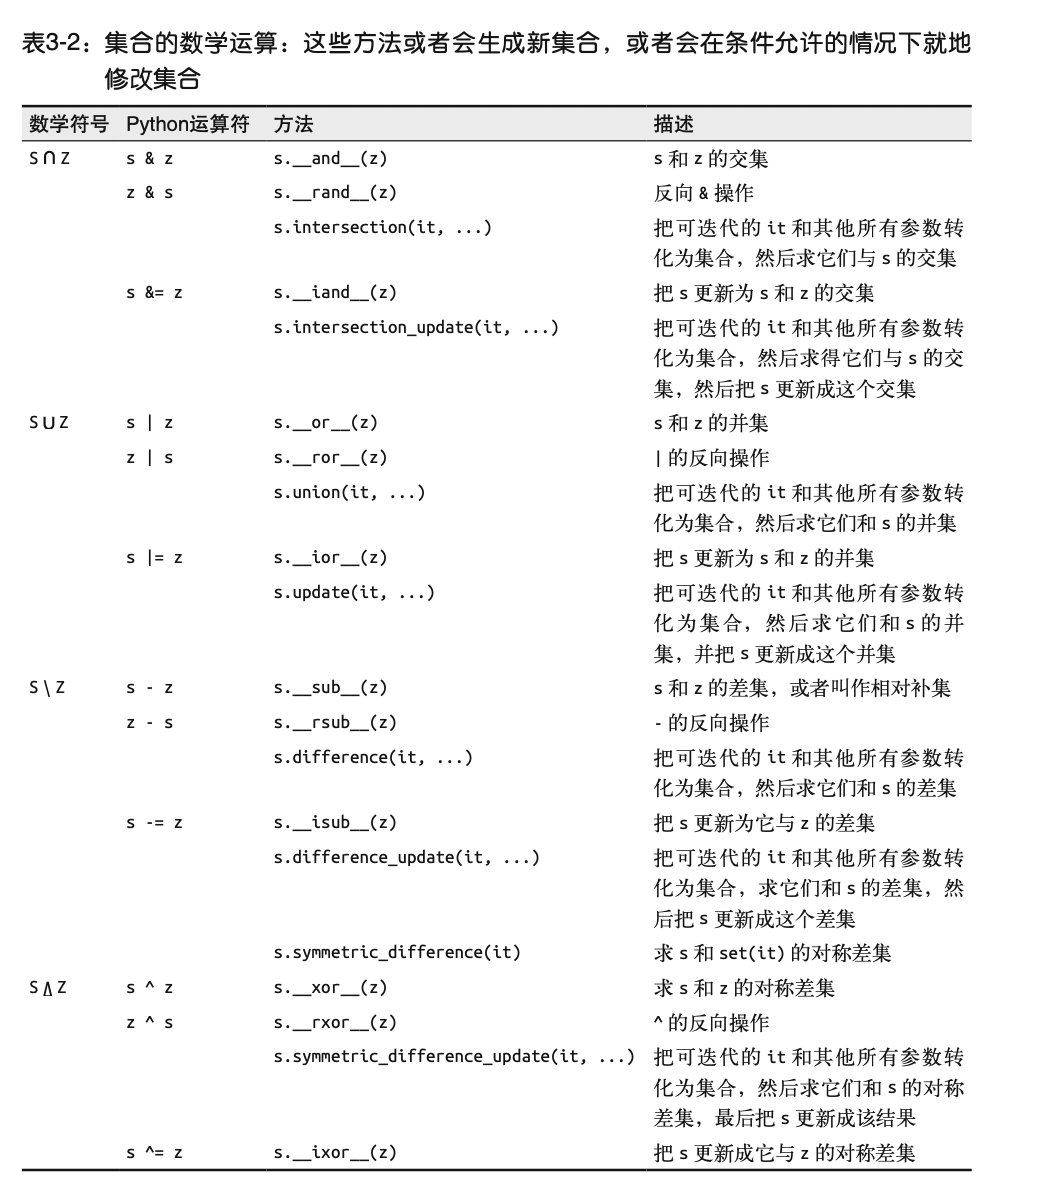 表3-2：集合的数学运算：这些方法或者会生成新集合，或者会在条件允许的情况下就地
修改集合
数学符号 Python运算符 方法 描述
S ∩ Z s & z s.__and__(z) s 和 z 的交集
z & s s.__rand__(z) 反向 & 操作
s.intersection(it, ...) 把可迭代的 it 和其他所有参数转
化为集合，然后求它们与 s 的交集
s &= z s.__iand__(z) 把 s 更新为 s 和 z 的交集
s.intersection_update(it, ...) 把可迭代的 it 和其他所有参数转
化为集合，然后求得它们与 s 的交
集，然后把 s 更新成这个交集
S ∪ Z s | z s.__or__(z) s 和 z 的并集
z | s s.__ror__(z) | 的反向操作
s.union(it, ...) 把可迭代的 it 和其他所有参数转
化为集合，然后求它们和 s 的并集
s |= z s.__ior__(z) 把 s 更新为 s 和 z 的并集
s.update(it, ...) 把可迭代的 it 和其他所有参数转
化为集合，然后求它们和 s 的并
集，并把 s 更新成这个并集
S \ Z s - z s.__sub__(z) s 和 z 的差集，或者叫作相对补集
z - s s.__rsub__(z) - 的反向操作
s.difference(it, ...) 把可迭代的 it 和其他所有参数转
化为集合，然后求它们和 s 的差集
s -= z s.__isub__(z) 把 s 更新为它与 z 的差集
s.difference_update(it, ...) 把可迭代的 it 和其他所有参数转
化为集合，求它们和 s 的差集，然
后把 s 更新成这个差集
s.symmetric_difference(it) 求 s 和 set(it) 的对称差集
S ∆ Z s ^ z s.__xor__(z) 求 s 和 z 的对称差集
z ^ s s.__rxor__(z) ^ 的反向操作
s.symmetric_difference_update(it, ...) 把可迭代的 it 和其他所有参数转
化为集合，然后求它们和 s 的对称
差集，最后把 s 更新成该结果
s ^= z s.__ixor__(z) 把 s 更新成它与 z 的对称差集